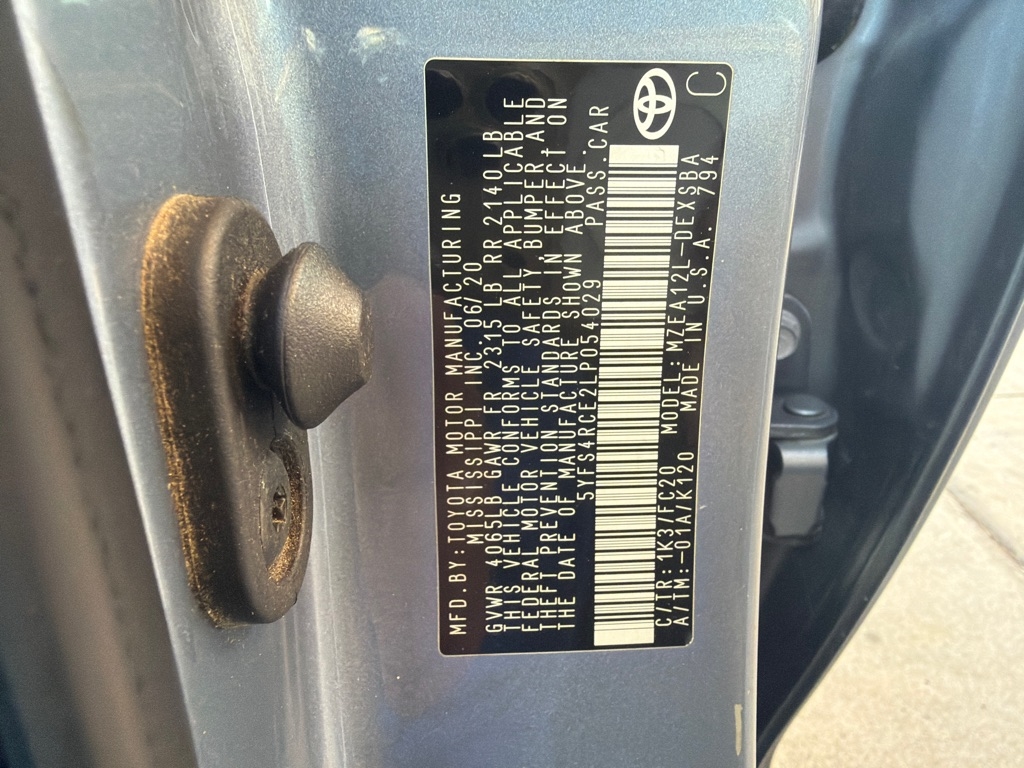 MFD.BY:TOYOTA MOTOR MANUFACTURING
MISSISSIPPI INC. 06/20
GVWR 4065LB GAWR FR 2315 LB RR 2140LB
THIS VEHICLE CONFORMS TO ALL APPLICABLE
FEDERAL MOTOR VEHICLE SAFETY, BUMPER, AND
THEFT PREVENTION STANDARDS IN EFFECT ON
THE DATE OF MANUFACTURE SHOWN ABOVE.
5YFS4RCE2LP054029 PASS.CAR
C/TR:1K3/FC20 MODEL:MZEA12L-DEXSBA
A/TM:-01A/K120 MADE IN U.S.A. 794
C